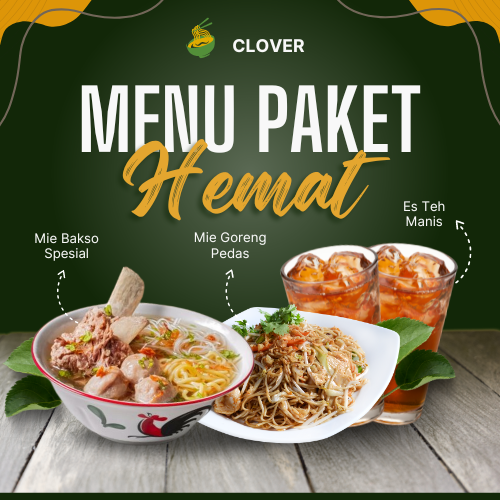 CLOVER
MENU PAKET
Hemat
Es Teh
Manis
Mie Bakso
Spesial
Mie Goreng
Pedas